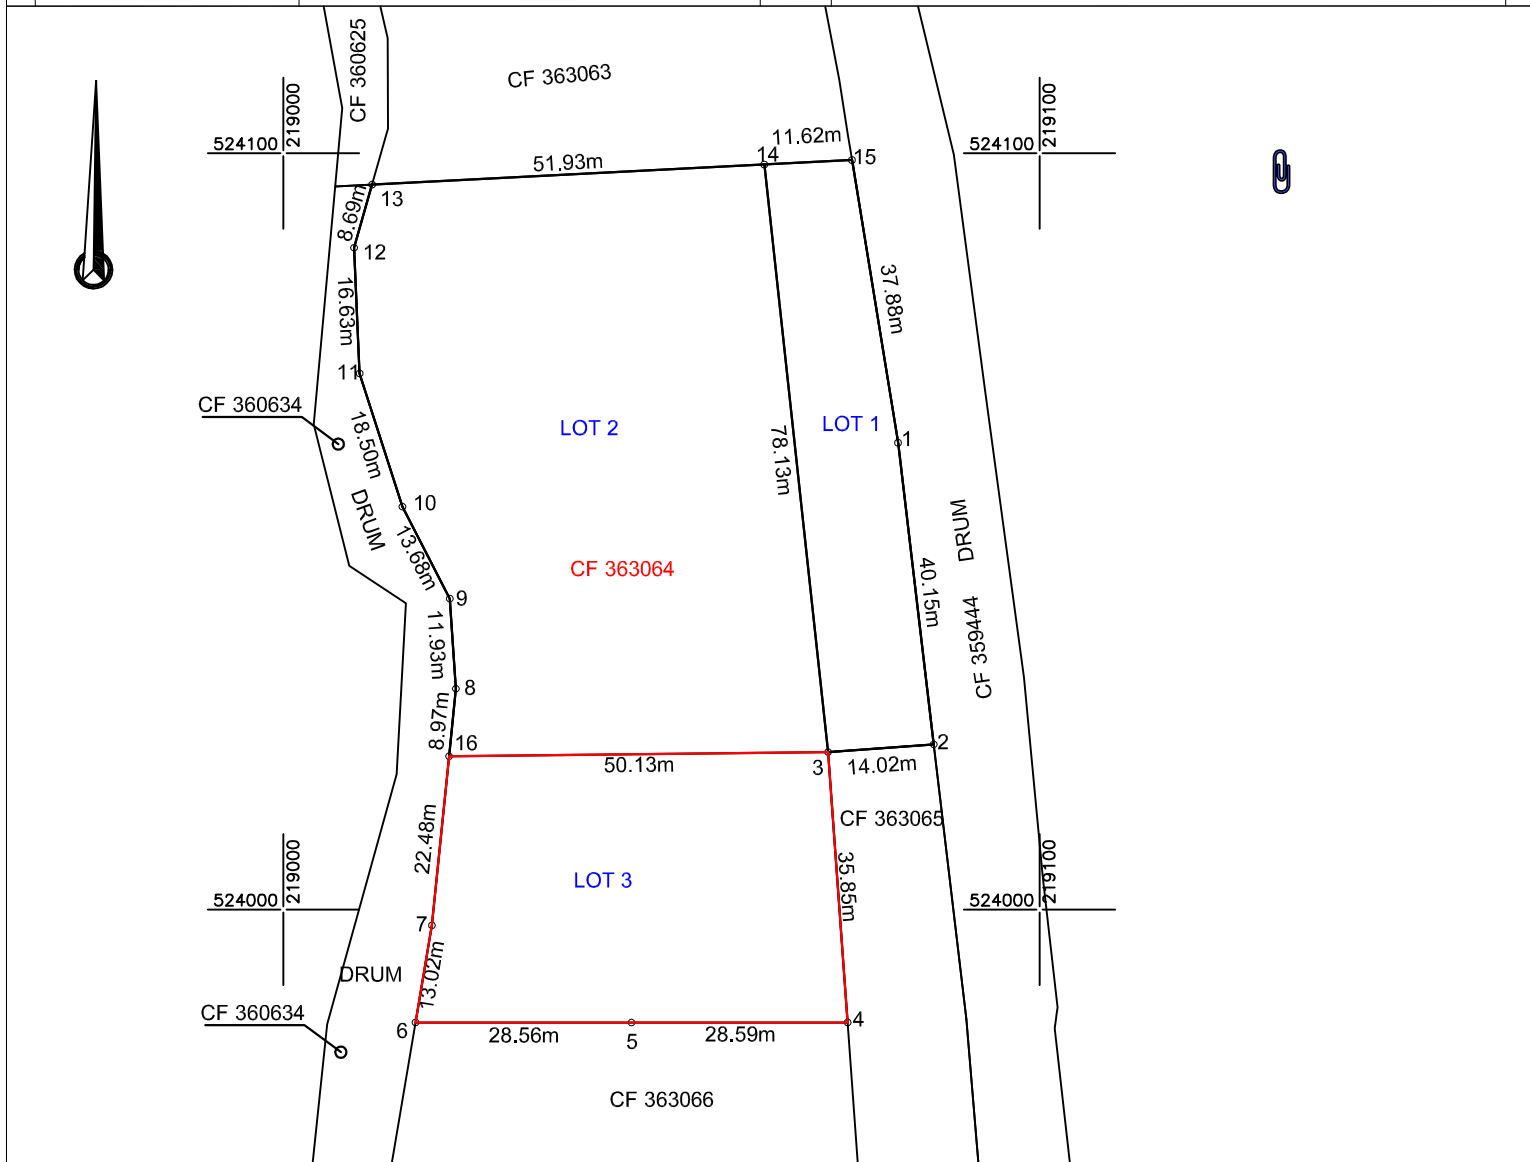 CF 360625
CF 363063
219000
524100
219100
524100
11.62m
14
15
51.93m
13
8.69m
12
16.63m
37.88m
11
CF 360634
18.50m
LOT 2
LOT 1
1
78.13m
10
DRUM
13.68m
DRUM
CF 363064
40.15m
9
11.93m
CF 359444
8
8.97m
16
2
50.13m
3
14.02m
CF 363065
22.48m
219000
524000
LOT 3
35.85m
219100
524000
7
DRUM
13.02m
CF 360634
6
28.56m
5
28.59m
4
CF 363066